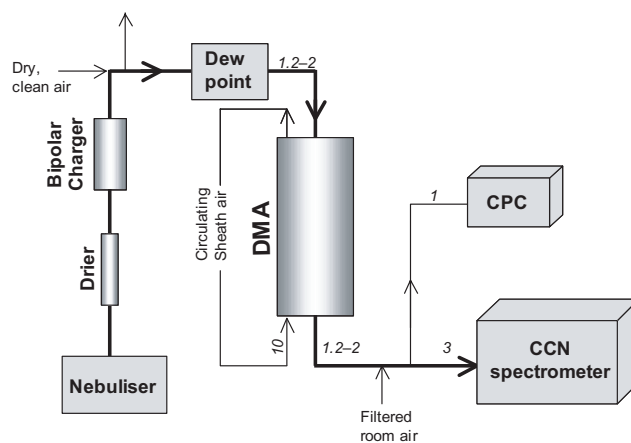 Dry,
clean air
Dew
point
1.2–2
Bipolar
Charger
Drier
Nebuliser
Circulating
Sheath air
DMA
10
1.2–2
1
CPC
3
CCN
spectrometer
Filtered
room air